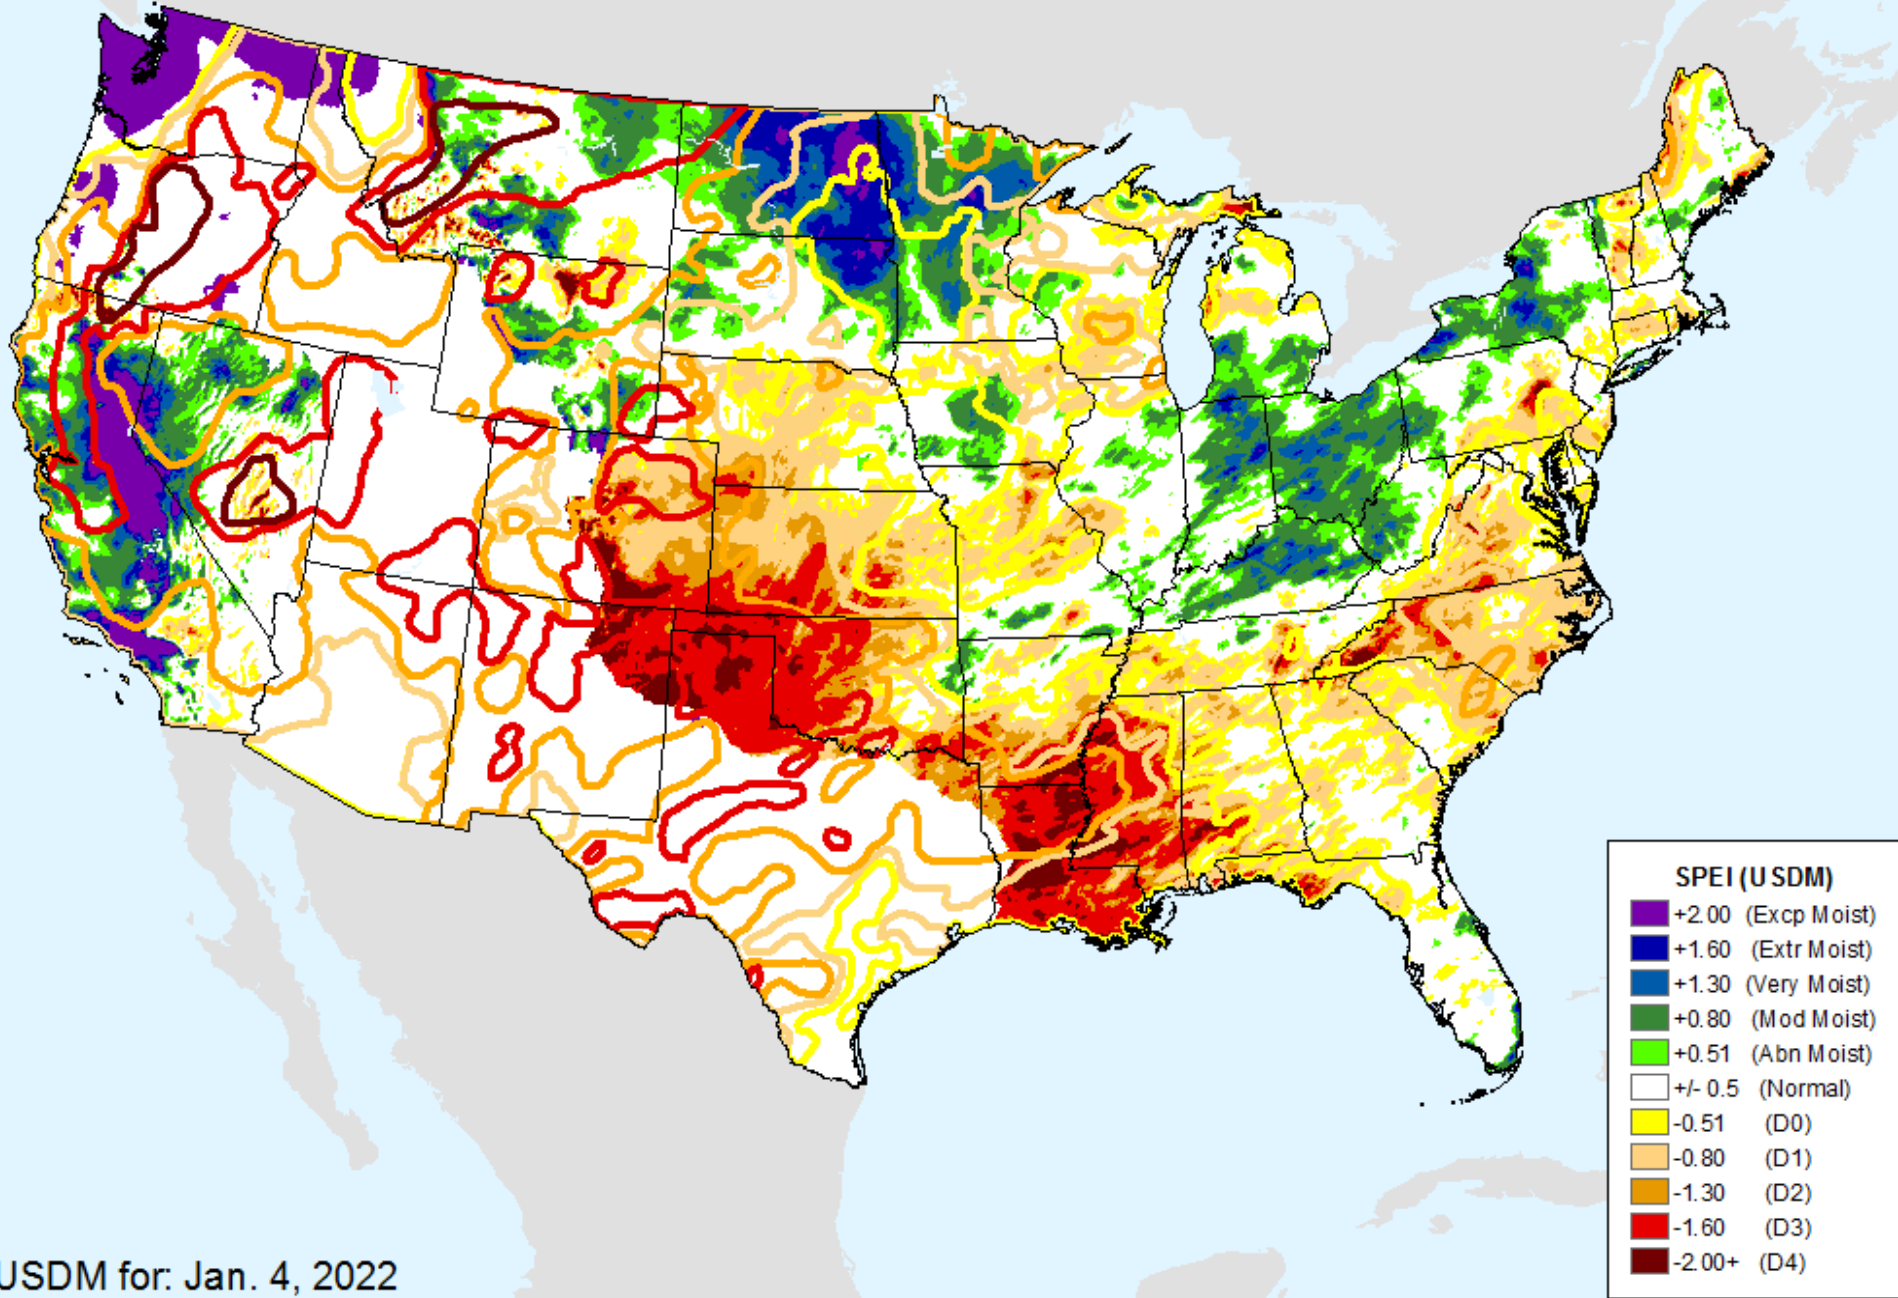 SPEI (USDM)
+2.00 (Excp Moist)
+1.60 (Extr Moist)
+1.30 (Very Moist)
+0.80 (Mod Moist)
+0.51 (Abn Moist)
+/- 0.5 (Normal)
-0.51 (D0)
-0.80 (D1)
-1.30 (D2)
-1.60 (D3)
-2.00+ (D4)
USDM for: Jan. 4, 2022